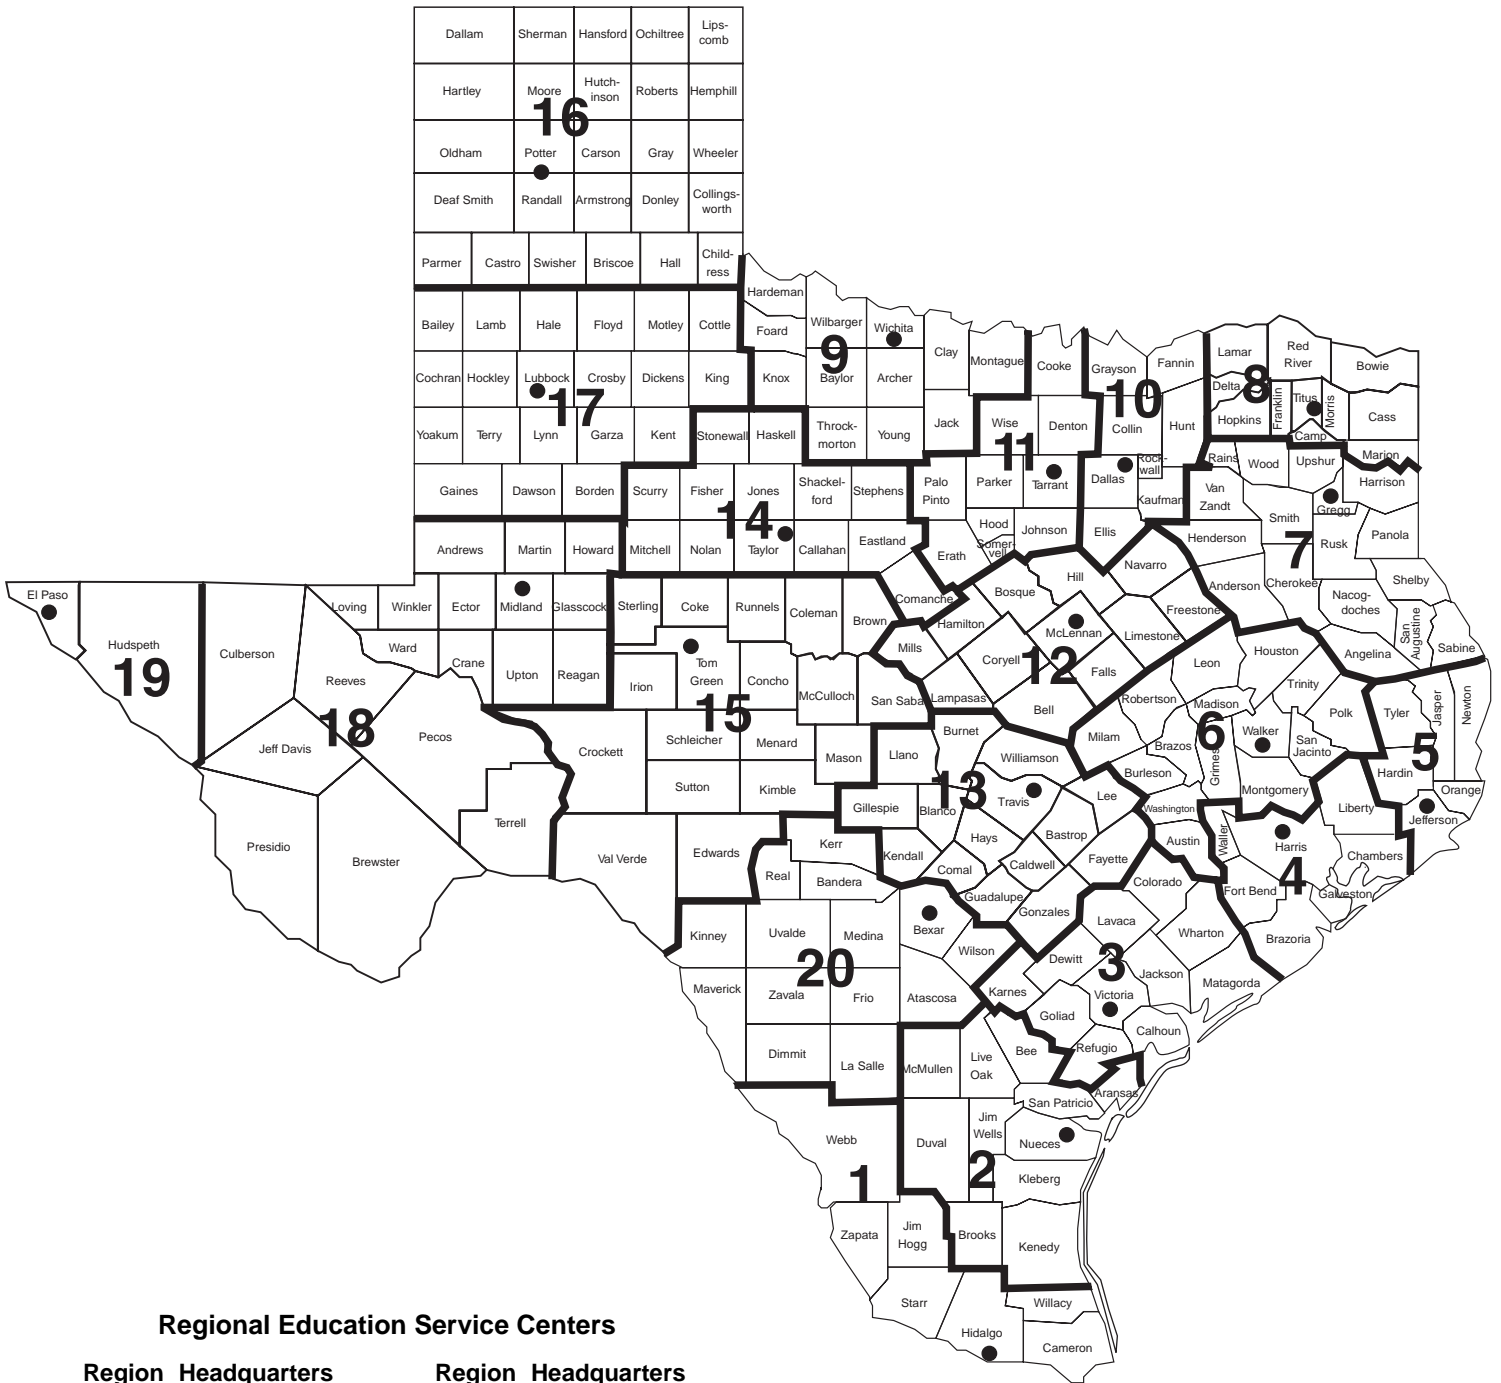 Dallam Sherman Hansford Ochiltree Lips-
comb
Hartley Moore Hutch-
inson Roberts Hemphill
16
Oldham Potter Carson Gray Wheeler
Deaf Smith Randall Armstrong Donley Collings-
worth
Parmer Castro Swisher Briscoe Hall Child-
ress
Hardeman
Bailey Lamb Hale Floyd Motley Cottle Foard Wilbarger Wichita
9
Clay Montague Cooke Grayson Fannin Lamar Red
River Bowie
Cochran Hockley Lubbock Crosby Dickens King Knox Baylor Archer
17
10
Delta 8 Franklin Titus Morris Cass
Wise Denton Collin Hunt Hopkins Camp
Yoakum Terry Lynn Garza Kent Stonewall Haskell Throck-
morton Young Jack
11
Rock-
wall Rains Wood Upshur Marion
Gaines Dawson Borden Scurry Fisher Jones Shackel-
ford Stephens Palo
Pinto Parker Tarrant Dallas Kaufman Van
Zandt Gregg Harrison
14
Andrews Martin Howard Mitchell Nolan Taylor Callahan Eastland Erath Hood Somer-
vell Johnson Ellis Henderson Smith Rusk Panola
7
El Paso Loving Winkler Ector Midland Glasscock Sterling Coke Runnels Coleman Brown Comanche Bosque Hill Navarro Anderson Cherokee Nacog-
doches Shelby
Hudspeth
19
Culberson Ward Crane Upton Reagan Irion Tom
Green Concho McCulloch Mills Hamilton McLennan Limestone Freestone San
Augustine Sabine
Coryell 12 Falls Leon Houston Angelina
Reeves San Saba Lampasas Bell Robertson Madison Trinity Polk Tyler Jasper Newton
18
15
Jeff Davis Pecos Crockett Schleicher Menard Mason Llano Burnet Williamson Milam Brazos 6 Walker San
Jacinto 5
Hardin
13
Sutton Kimble Gillespie Blanco Travis Lee Burleson Grimes Montgomery Liberty Orange
Presidio Brewster Terrell Val Verde Edwards Kerr Kendall Hays Bastrop Washington Jefferson
Real Bandera Comal Caldwell Fayette Austin Waller Harris Chambers
4
Guadalupe Gonzales Colorado Fort Bend Galveston
Kinney Uvalde Medina Bexar Wilson Lavaca Wharton Brazoria
20
Dewitt 3
Maverick Zavala Frio Atascosa Karnes Victoria Jackson Matagorda
Goliad Calhoun
Dimmit La Salle McMullen Live
Oak Bee Refugio
Aransas
San Patricio
Webb Duval Jim
Wells Nueces
1
2
Kleberg
Zapata Jim
Hogg Brooks Kenedy
Starr Willacy
Hidalgo
Cameron
Regional Education Service Centers
Region Headquarters Region Headquarters